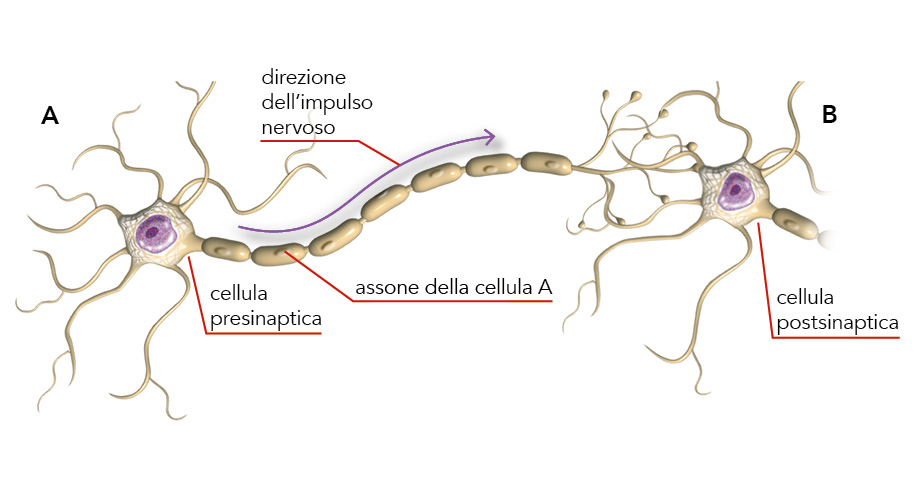 direzione
dell’impulso
nervoso
A
B
assone della cellula A
cellula
presinaptica
cellula
postsinaptica